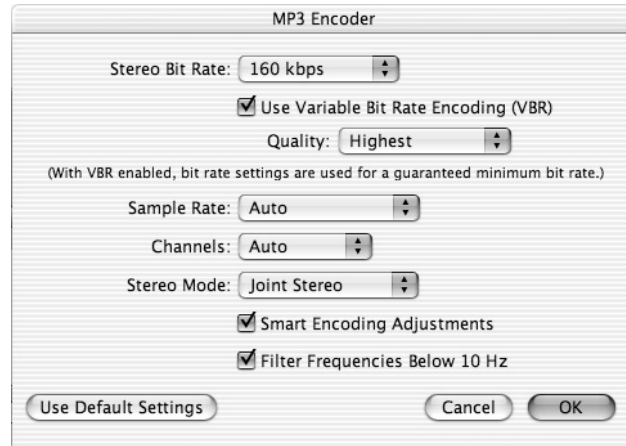 MP3 Encoder
Stereo Bit Rate: 160 kbps
Use Variable Bit Rate Encoding (VBR)
Quality: Highest
(With VBR enabled, bit rate settings are used for a guaranteed minimum bit rate.)
Sample Rate: Auto
Channels: Auto
Stereo Mode: Joint Stereo
Smart Encoding Adjustments
Filter Frequencies Below 10 Hz
Use Default Settings Cancel OK